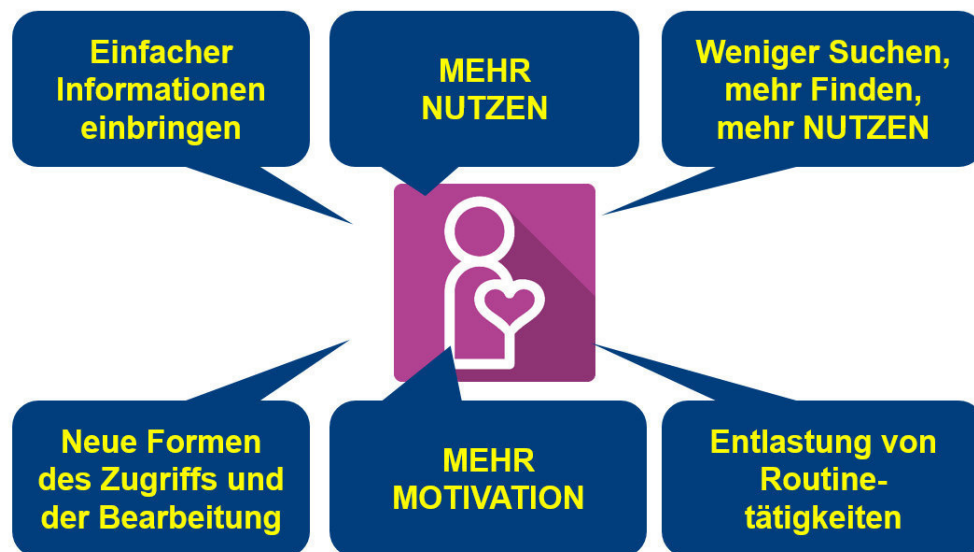 Einfacher
Informationen
einbringen
MEHR
NUTZEN
Weniger Suchen,
mehr Finden,
mehr NUTZEN
Neue Formen
des Zugriffs und
der Bearbeitung
MEHR
MOTIVATION
Entlastung von
Routine-
tätigkeiten